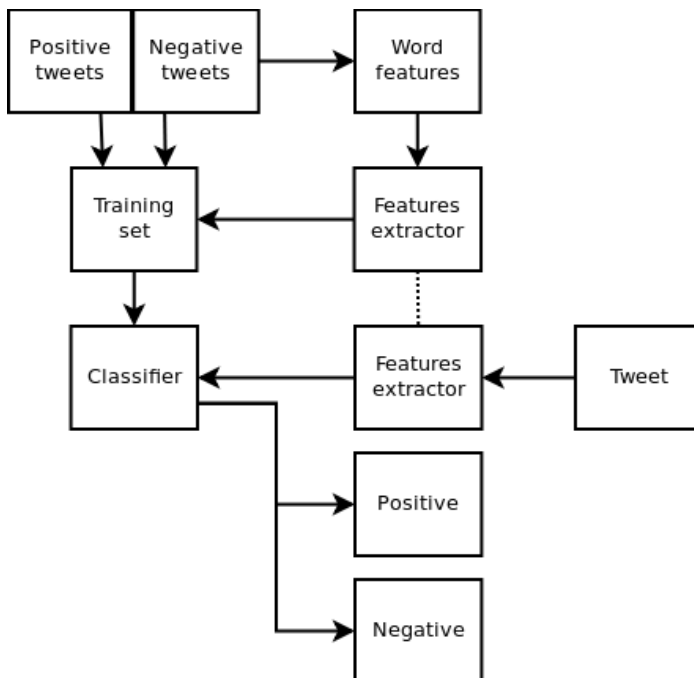 Positive
tweets
Negative
tweets
Word
features
Training
set
Features
extractor
Classifier
Features
extractor
Tweet
Positive
Negative